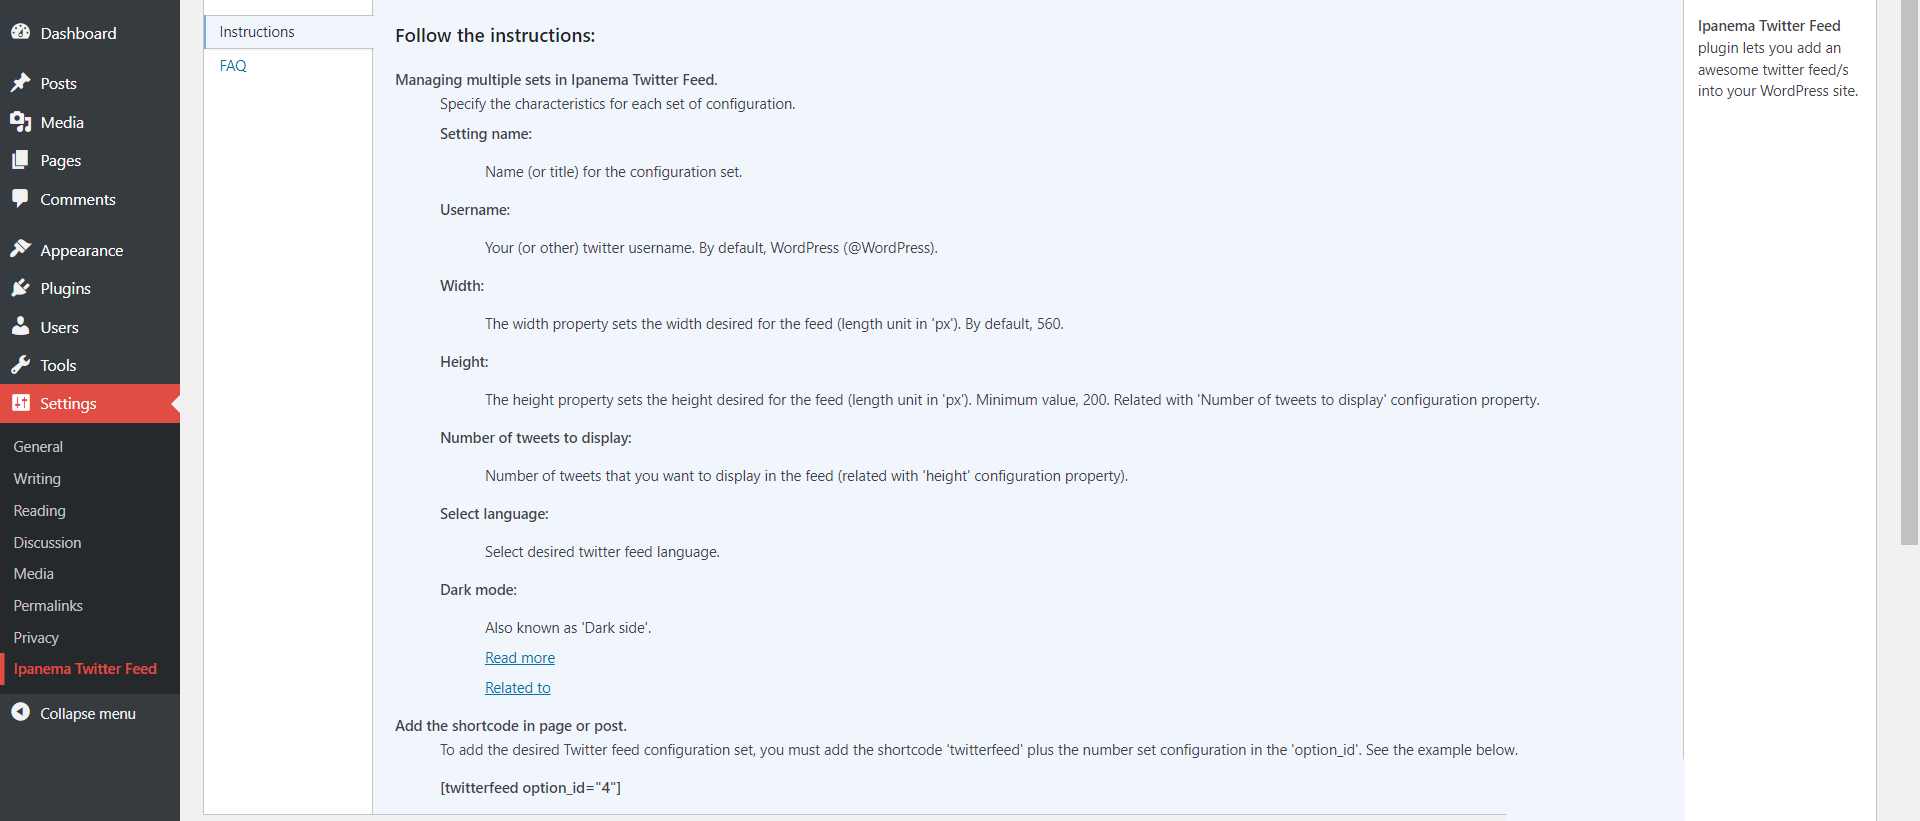 Dashboard
Posts
Media
Pages
Comments
Appearance
Plugins
Users
Tools
Settings
General
Writing
Reading
Discussion
Media
Permalinks
Privacy
Ipanema Twitter Feed
Collapse menu
Instructions
FAQ
Follow the instructions:
Managing multiple sets in Ipanema Twitter Feed.
Specify the characteristics for each set of configuration.
Setting name:
Name (or title) for the configuration set.
Username:
Your (or other) twitter username. By default, WordPress (@WordPress).
Width:
The width property sets the width desired for the feed (length unit in 'px'). By default, 560.
Height:
The height property sets the height desired for the feed (length unit in 'px'). Minimum value, 200. Related with 'Number of tweets to display' configuration property.
Number of tweets to display:
Number of tweets that you want to display in the feed (related with 'height' configuration property).
Select language:
Select desired twitter feed language.
Dark mode:
Also known as 'Dark side'.
Read more
Related to
Add the shortcode in page or post.
To add the desired Twitter feed configuration set, you must add the shortcode 'twitterfeed' plus the number set configuration in the 'option_id'. See the example below.
[twitterfeed option_id="4"]
Ipanema Twitter Feed
plugin lets you add an
awesome twitter feed/s
into your WordPress site.